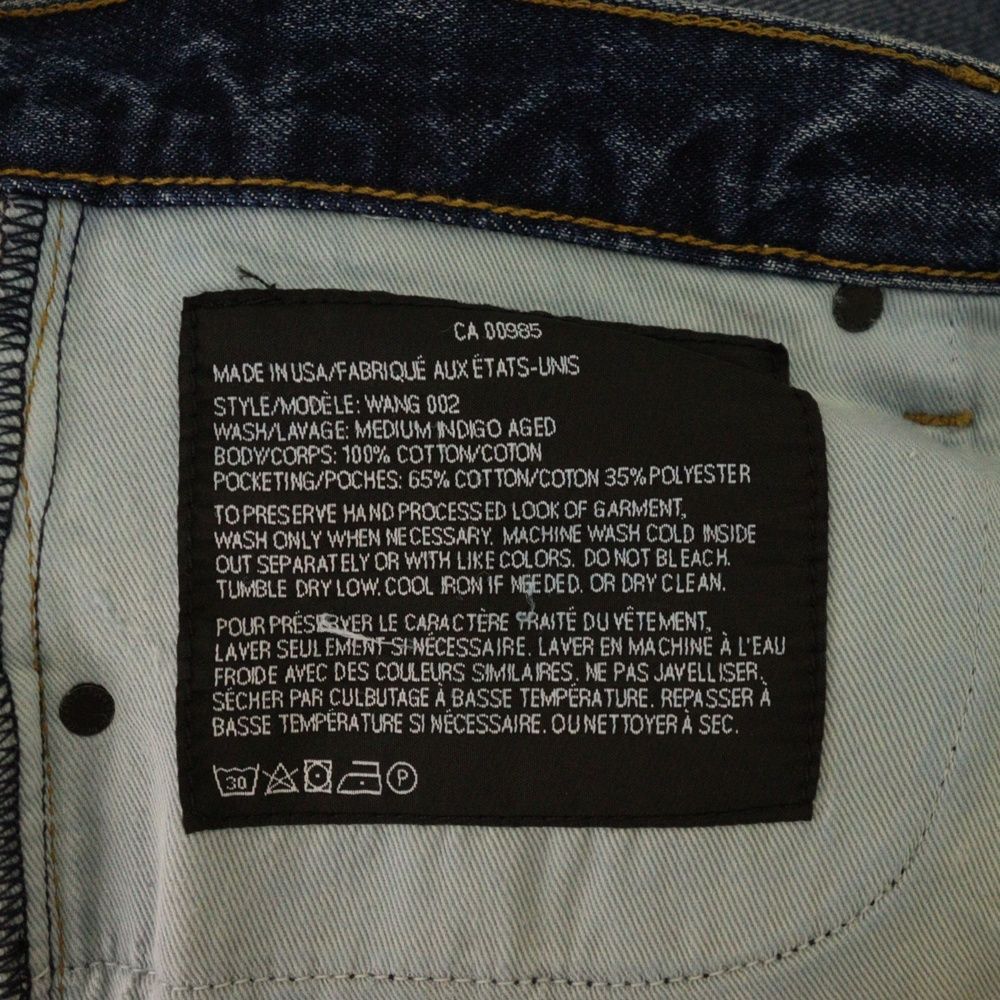 CA 00985
MADE IN USA/FABRIQUÉ AUX ÉTATS-UNIS
STYLE/MODÈLE: WANG 002
WASH/LAVAGE: MEDIUM INDIGO AGED
BODY/CORPS: 100% COTTON/COTON
POCKETING/POCHES: 65% COTTON/COTON 35% POLYESTER
TO PRESERVE HAND PROCESSED LOOK OF GARMENT,
WASH ONLY WHEN NECESSARY. MACHINE WASH COLD INSIDE
OUT SEPARATELY OR WITH LIKE COLORS. DO NOT BLEACH.
TUMBLE DRY LOW. COOL IRON IF NEEDED. OR DRY CLEAN.
POUR PRÉSERVER LE CARACTÈRE TRAITÉ DU VÊTEMENT,
LAVER SEULEMENT SI NÉCESSAIRE. LAVER EN MACHINE À L'EAU
FROIDE AVEC DES COULEURS SIMILAIRES. NE PAS JAVELLISER.
SÉCHER PAR CULBUTAGE À BASSE TEMPÉRATURE. REPASSER À
BASSE TEMPÉRATURE SI NÉCESSAIRE. OU NETTOYER À SEC.
30 P